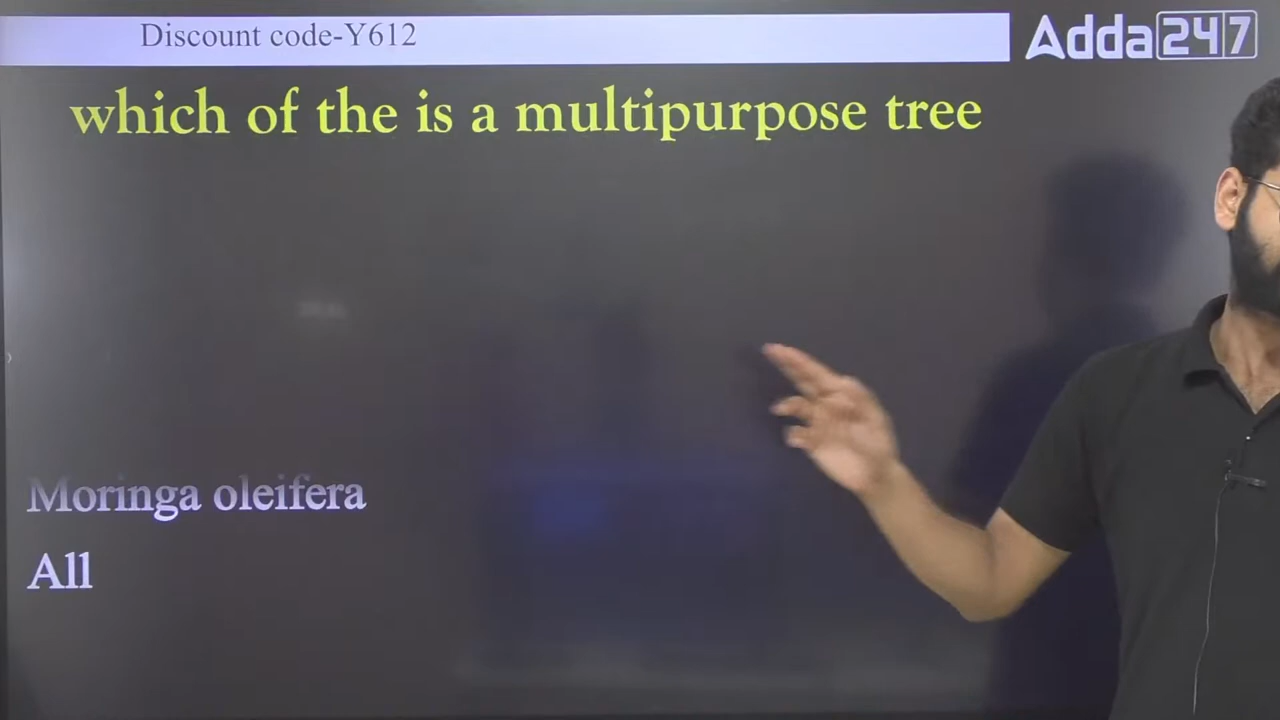 Discount code-Y612
Adda247
which of the is a multipurpose tree
Moringa oleifera
All